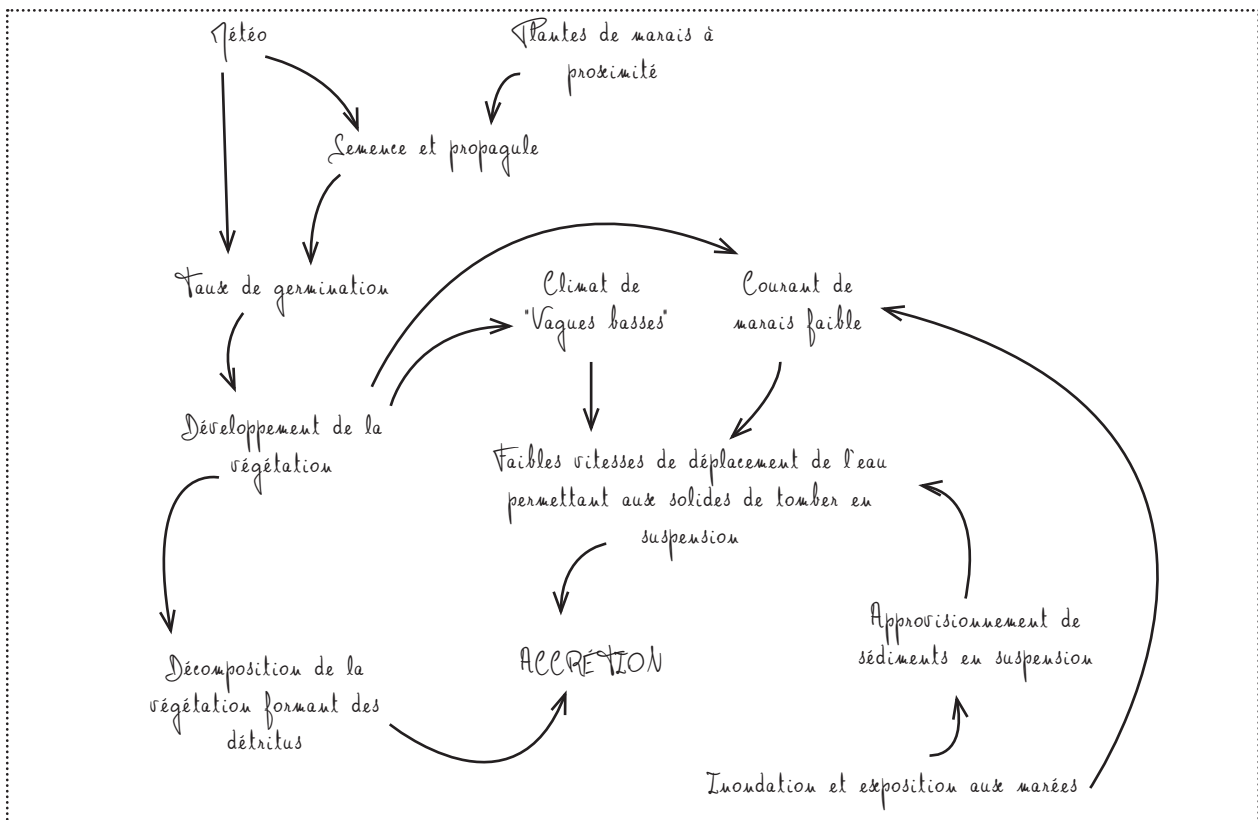 Météo
Plantes de marais à
proximité
Semence et propagule
Taux de germination
Climat de
"Vagues basses"
Courant de
marais faible
Développement de la
végétation
Faibles vitesses de déplacement de l'eau
permettant aux solides de tomber en
suspension
Approvisionnement de
sédiments en suspension
Décomposition de la
végétation formant des
détritus
ACCRÉTION
Inondation et exposition aux marées